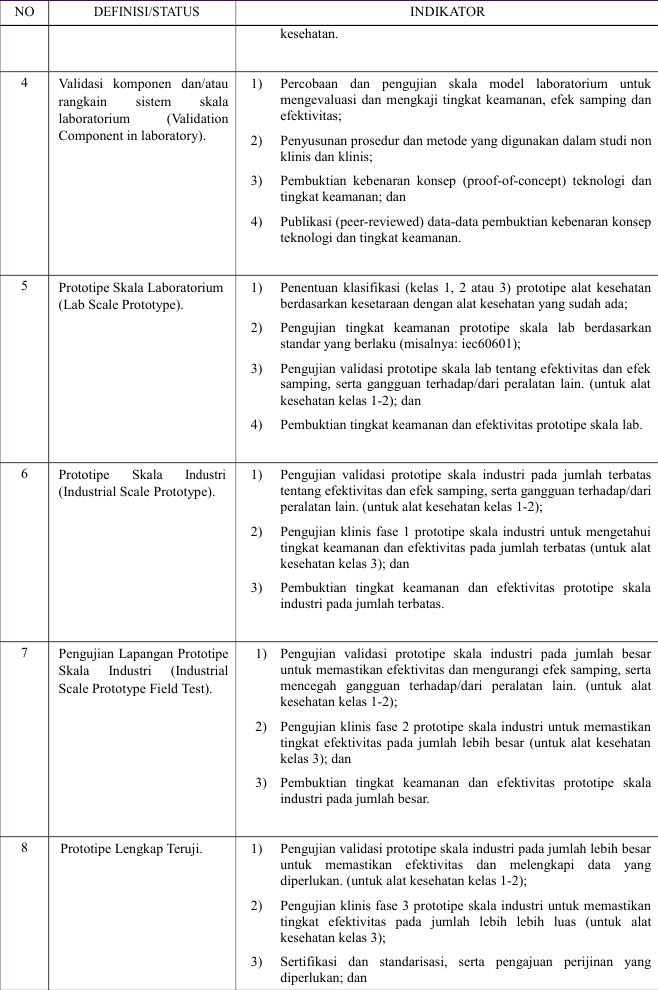 NO DEFINISI/STATUS INDIKATOR
kesehatan.
4 Validasi komponen dan/atau rangkain sistem skala laboratorium (Validation Component in laboratory).
1) Percobaan dan pengujian skala model laboratorium untuk
mengevaluasi dan mengkaji tingkat keamanan, efek samping dan
efektivitas;
2) Penyusunan prosedur dan metode yang digunakan dalam studi non
klinis dan klinis;
3) Pembuktian kebenaran konsep (proof-of-concept) teknologi dan
tingkat keamanan; dan
4) Publikasi (peer-reviewed) data-data pembuktian kebenaran konsep
teknologi dan tingkat keamanan.
5 Prototipe Skala Laboratorium
(Lab Scale Prototype).
1) Penentuan klasifikasi (kelas 1, 2 atau 3) prototipe alat kesehatan
berdasarkan kesetaraan dengan alat kesehatan yang sudah ada;
2) Pengujian tingkat keamanan prototipe skala lab berdasarkan
standar yang berlaku (misalnya: iec60601);
3) Pengujian validasi prototipe skala lab tentang efektivitas dan efek
samping, serta gangguan terhadap/dari peralatan lain. (untuk alat
kesehatan kelas 1-2); dan
4) Pembuktian tingkat keamanan dan efektivitas prototipe skala lab.
6 Prototipe Skala Industri
(Industrial Scale Prototype).
1) Pengujian validasi prototipe skala industri pada jumlah terbatas
tentang efektivitas dan efek samping, serta gangguan terhadap/dari
peralatan lain. (untuk alat kesehatan kelas 1-2);
2) Pengujian klinis fase 1 prototipe skala industri untuk mengetahui
tingkat keamanan dan efektivitas pada jumlah terbatas (untuk alat
kesehatan kelas 3); dan
3) Pembuktian tingkat keamanan dan efektivitas prototipe skala
industri pada jumlah terbatas.
7 Pengujian Lapangan Prototipe
Skala Industri (Industrial
Scale Prototype Field Test).
1) Pengujian validasi prototipe skala industri pada jumlah besar
untuk memastikan efektivitas dan mengurangi efek samping, serta
mencegah gangguan terhadap/dari peralatan lain. (untuk alat
kesehatan kelas 1-2);
2) Pengujian klinis fase 2 prototipe skala industri untuk memastikan
tingkat efektivitas pada jumlah lebih besar (untuk alat kesehatan
kelas 3); dan
3) Pembuktian tingkat keamanan dan efektivitas prototipe skala
industri pada jumlah besar.
8 Prototipe Lengkap Teruji.
1) Pengujian validasi prototipe skala industri pada jumlah lebih besar
untuk memastikan efektivitas dan melengkapi data yang
diperlukan. (untuk alat kesehatan kelas 1-2);
2) Pengujian klinis fase 3 prototipe skala industri untuk memastikan
tingkat efektivitas pada jumlah lebih lebih luas (untuk alat
kesehatan kelas 3);
3) Sertifikasi dan standarisasi, serta pengajuan perijinan yang
diperlukan; dan